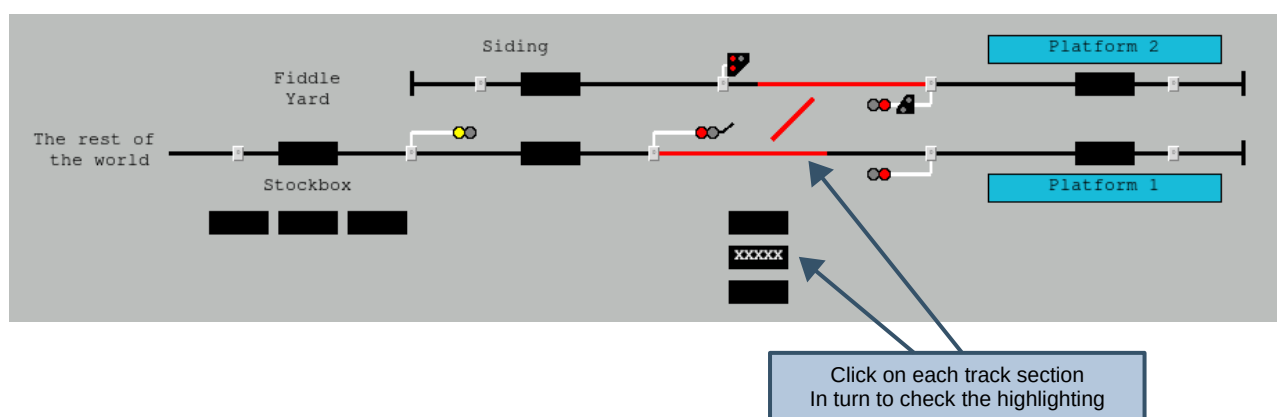 Siding
Platform 2
Fiddle
Yard
The rest of
the world
Stockbox
Platform 1
XXXXX
Click on each track section
In turn to check the highlighting